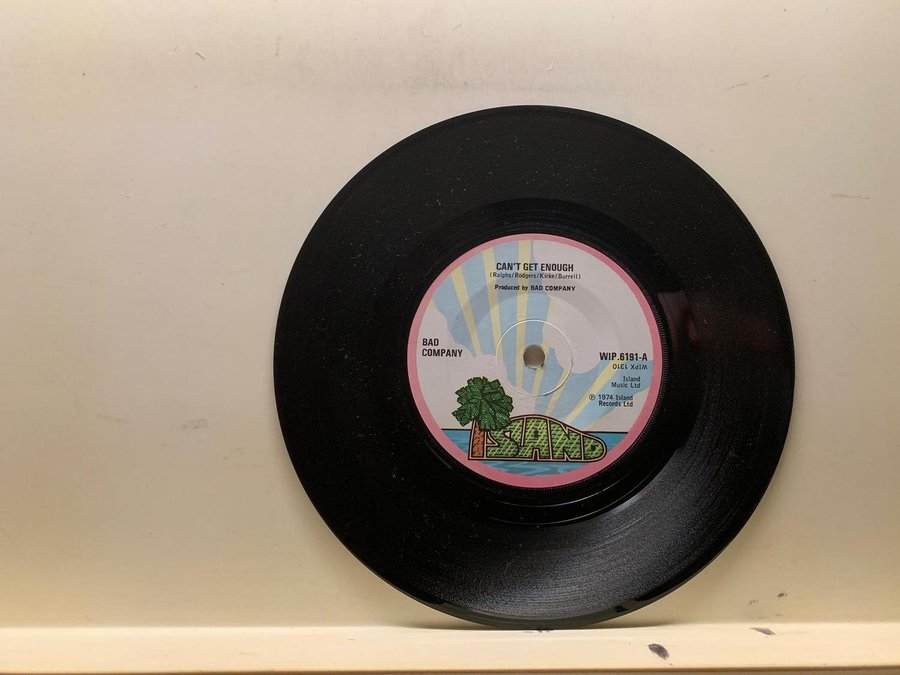 CAN'T GET ENOUGH
(Ralphs/Rodgers/Kirke/Burrell)
Produced by BAD COMPANY
BAD
COMPANY
WIP.6191-A
WIPX 1310
Island
Music Ltd
℗ 1974 Island
Records Ltd
ISLAND